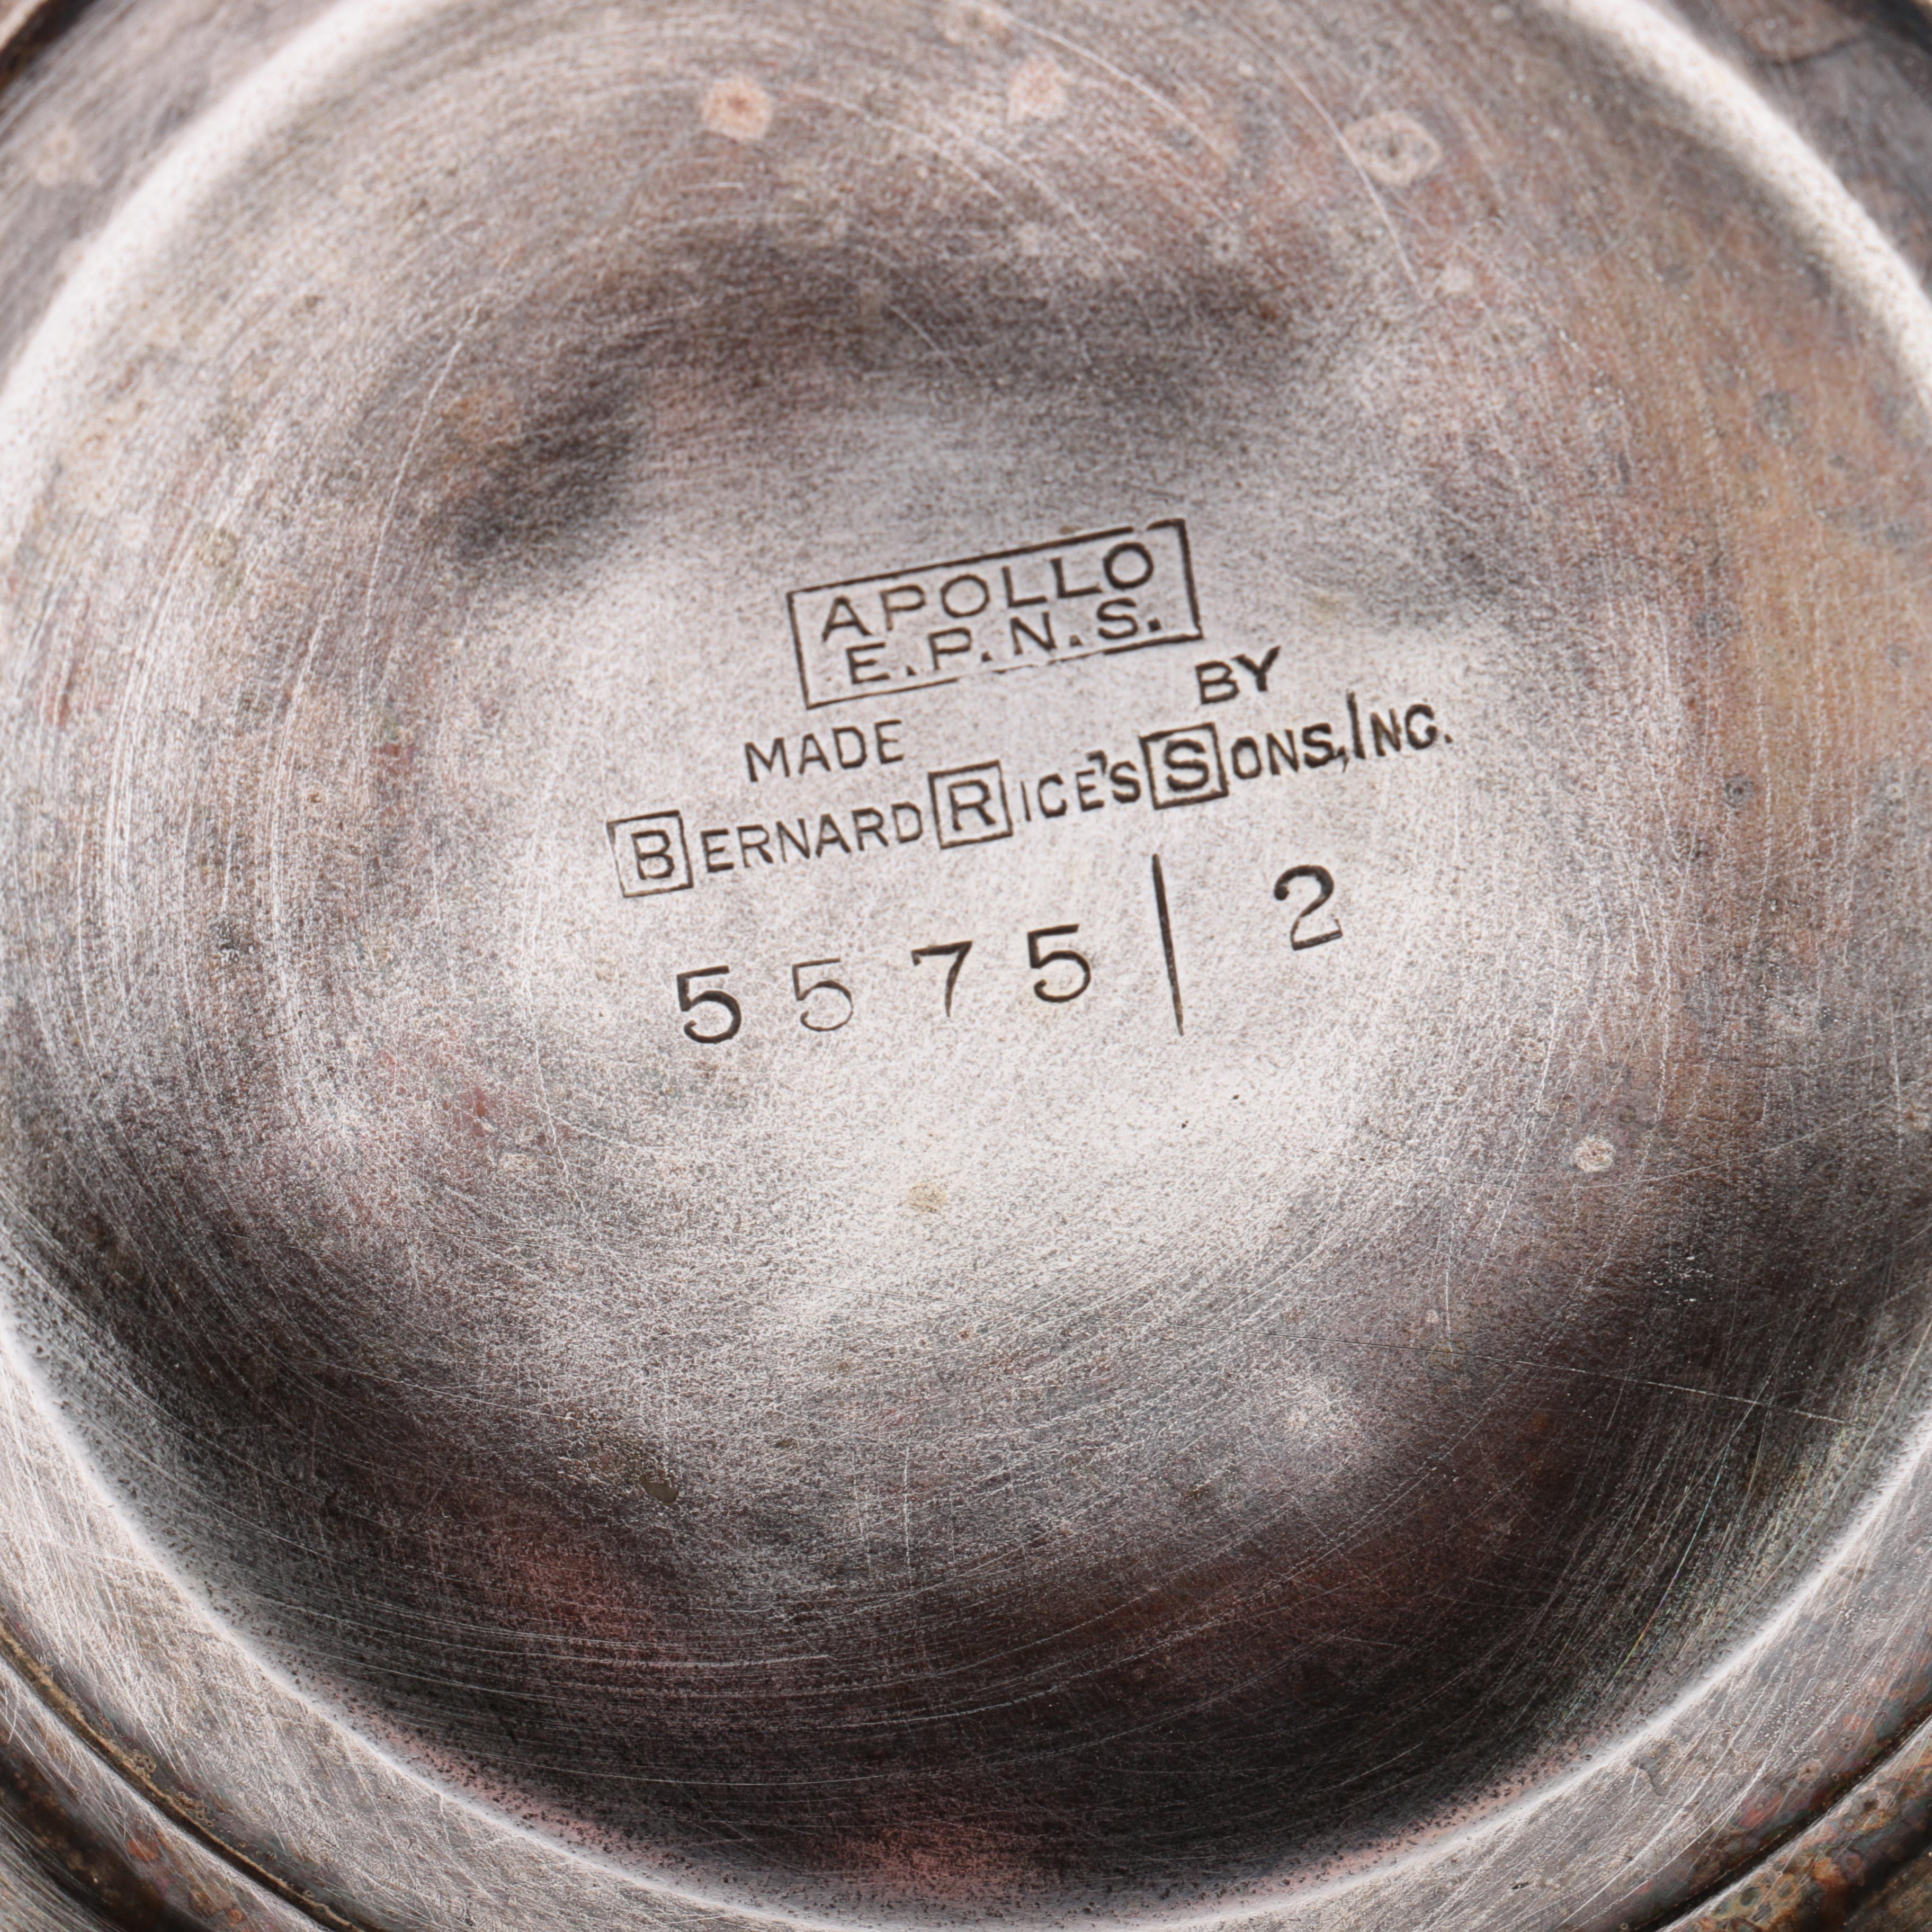 APOLLO
E.P.N.S.
MADE BY
BERNARD RICE'S SONS, INC.
5575/2